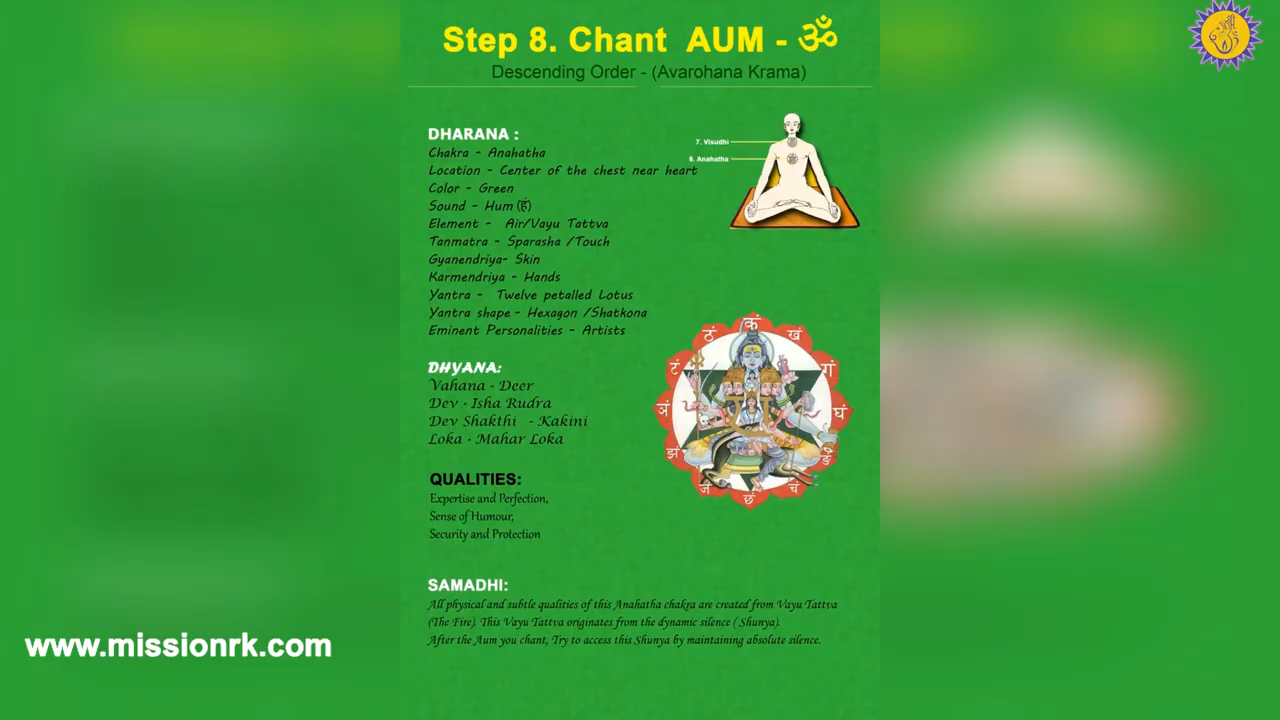 Step 8. Chant AUM - ॐ
Descending Order - (Avarohana Krama)
DHARANA :
Chakra - Anahatha
Location - Center of the chest near heart
Color - Green
Sound - Hum (हं)
Element - Air/Vayu Tattva
Tanmatra - Sparasha /Touch
Gyanendriya- Skin
Karmendriya - Hands
Yantra - Twelve petalled Lotus
Yantra shape - Hexagon /Shatkona
Eminent Personalities - Artists
7. Visudhi
8. Anahatha
DHYANA:
Vahana - Deer
Dev - Isha Rudra
Dev Shakthi - Kakini
Loka - Mahar Loka
कं
खं
गं
घं
ङं
चं
छं
जं
झं
ञं
टं
ठं
QUALITIES:
Expertise and Perfection,
Sense of Humour,
Security and Protection
SAMADHI:
All physical and subtle qualities of this Anahatha chakra are created from Vayu Tattva
(The Fire). This Vayu Tattva originates from the dynamic silence ( Shunya).
After the Aum you chant, Try to access this Shunya by maintaining absolute silence.
www.missionrk.com